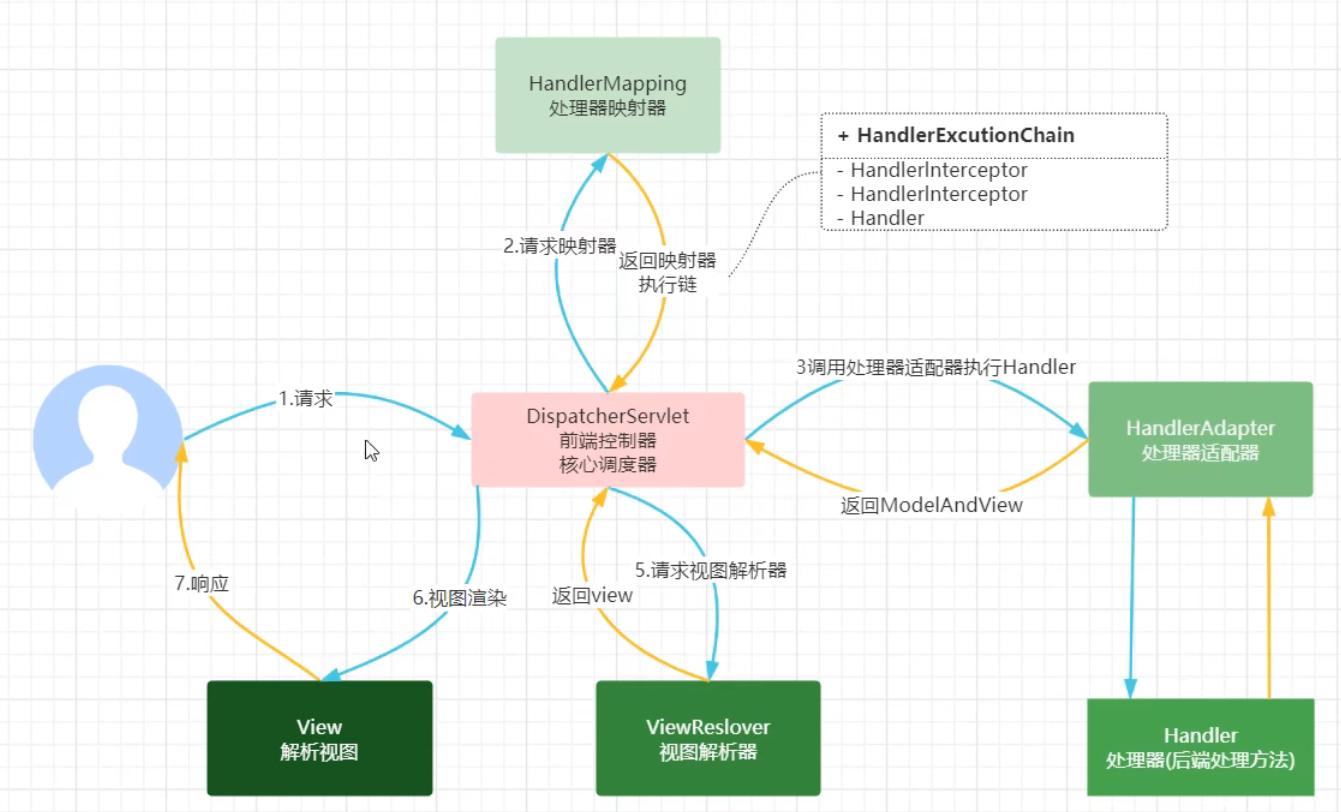 HandlerMapping
处理器映射器
+ HandlerExcutionChain
- HandlerInterceptor
- HandlerInterceptor
- Handler
2.请求映射器
返回映射器
执行链
3调用处理器适配器执行Handler
1.请求
DispatcherServlet
前端控制器
核心调度器
HandlerAdapter
处理器适配器
返回ModelAndView
5.请求视图解析器
7.响应
6.视图渲染
返回view
View
解析视图
ViewReslover
视图解析器
Handler
处理器(后端处理方法)